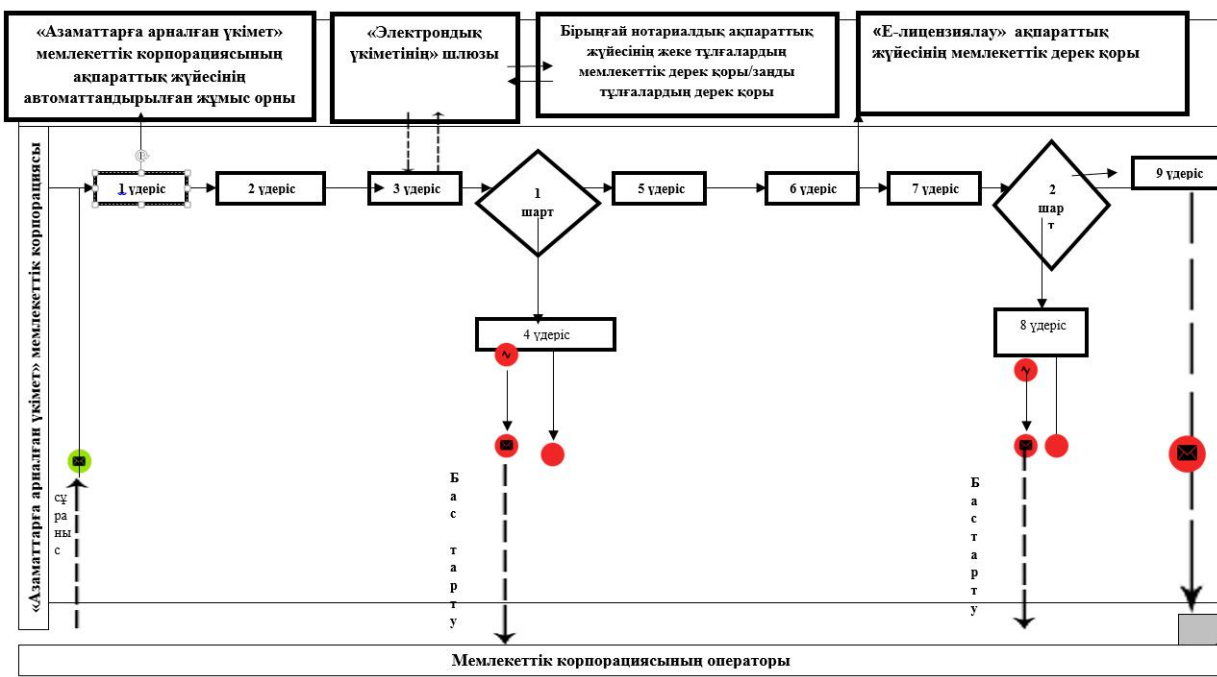 «Азаматтарға арналған үкімет»
мемлекеттік корпорациясының
ақпараттық жүйесінің
автоматтандырылған жұмыс орны
«Электрондық
үкіметінің» шлюзы
Бірыңғай нотариалдық ақпараттық
жүйесінің жеке тұлғалардың
мемлекеттік дерек қоры/заңды
тұлғалардың дерек қоры
«Е-лицензиялау» ақпараттық
жүйесінің мемлекеттік дерек қоры
«Азаматтарға арналған үкімет» мемлекеттік корпорациясы
1 үдеріс
2 үдеріс
3 үдеріс
1
шарт
5 үдеріс
6 үдеріс
7 үдеріс
2
шар
т
9 үдеріс
4 үдеріс
8 үдеріс
сұ
ра
ны
с
Бас тарту
Бастарту
Мемлекеттік корпорациясының операторы